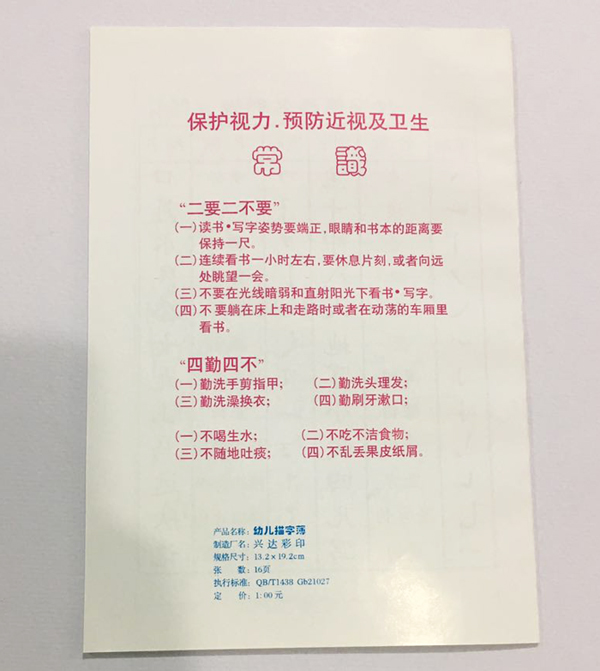 保护视力.预防近视及卫生
常 識
“二要二不要”
(一)读书•写字姿势要端正,眼睛和书本的距离要
保持一尺。
(二)连续看书一小时左右,要休息片刻,或者向远
处眺望一会。
(三)不要在光线暗弱和直射阳光下看书•写字。
(四)不要躺在床上和走路时或者在动荡的车厢里
看书。
“四勤四不”
(一)勤洗手剪指甲; (二)勤洗头理发;
(三)勤洗澡换衣; (四)勤刷牙漱口;
(一)不喝生水; (二)不吃不洁食物;
(三)不随地吐痰; (四)不乱丢果皮纸屑。
产品名称: 幼儿描字薄
制造厂名: 兴达彩印
规格尺寸: 13.2×19.2cm
张 数: 16页
执行标准: QB/T1438 Gb21027
定 价: 1:00元